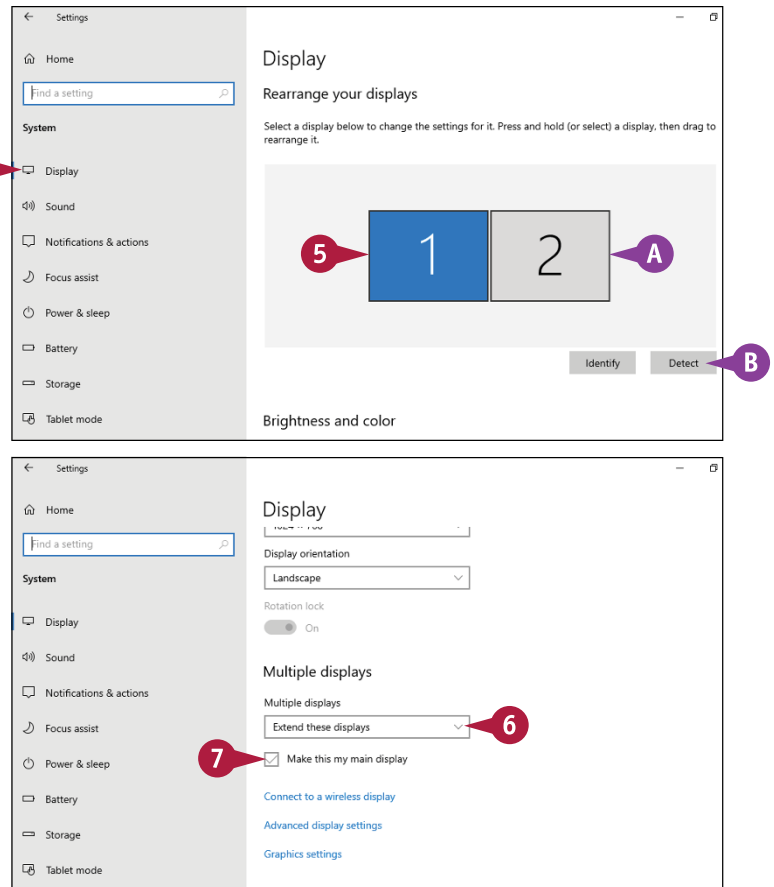 Settings
Home
Find a setting
System
Display
Sound
Notifications & actions
Focus assist
Power & sleep
Battery
Storage
Tablet mode
Display
Rearrange your displays
Select a display below to change the settings for it. Press and hold (or select) a display, then drag to
rearrange it.
5
1
2
A
Identify
Detect
B
Brightness and color
Settings
Home
Find a setting
System
Display
Sound
Notifications & actions
Focus assist
Power & sleep
Battery
Storage
Tablet mode
Display
Display orientation
Landscape
Rotation lock
On
Multiple displays
Multiple displays
Extend these displays
6
7
Make this my main display
Connect to a wireless display
Advanced display settings
Graphics settings